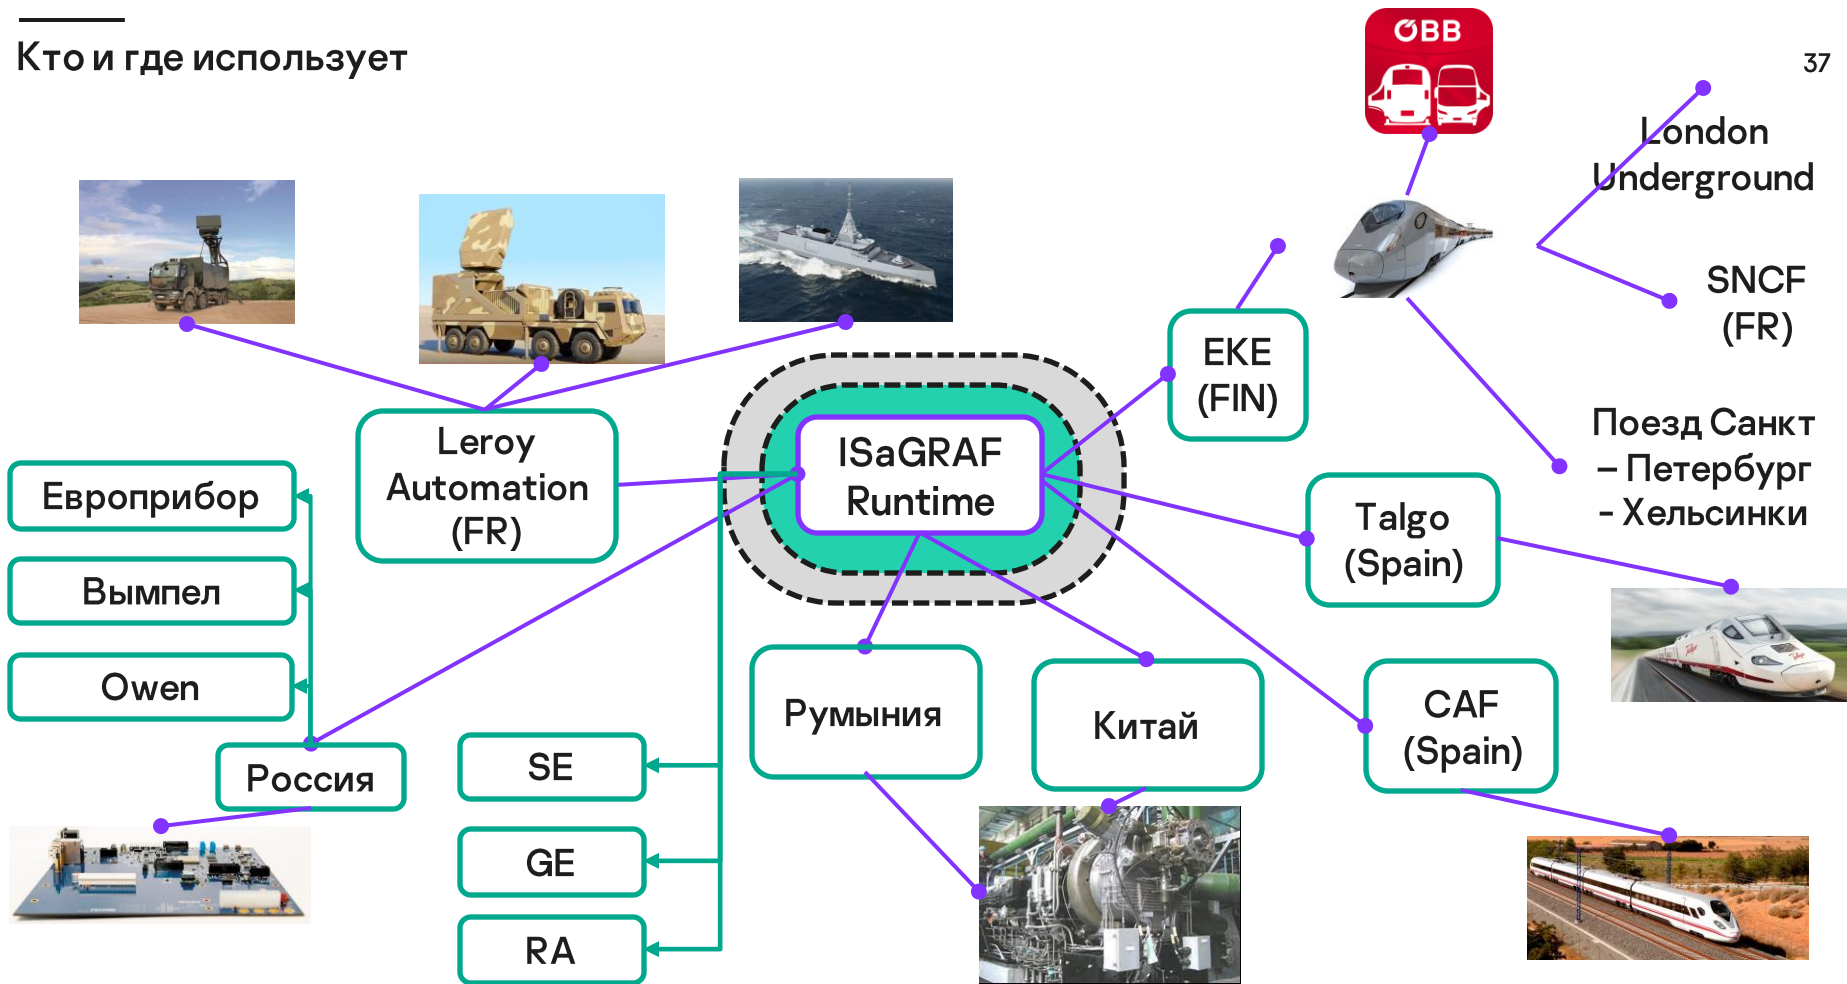 Кто и где использует
37
ÖBB
London
Underground
SNCF
(FR)
EKE
(FIN)
Поезд Санкт
– Петербург
- Хельсинки
Leroy
Automation
(FR)
ISaGRAF
Runtime
Talgo
(Spain)
Европрибор
Вымпел
Owen
Россия
SE
GE
RA
Румыния
Китай
CAF
(Spain)